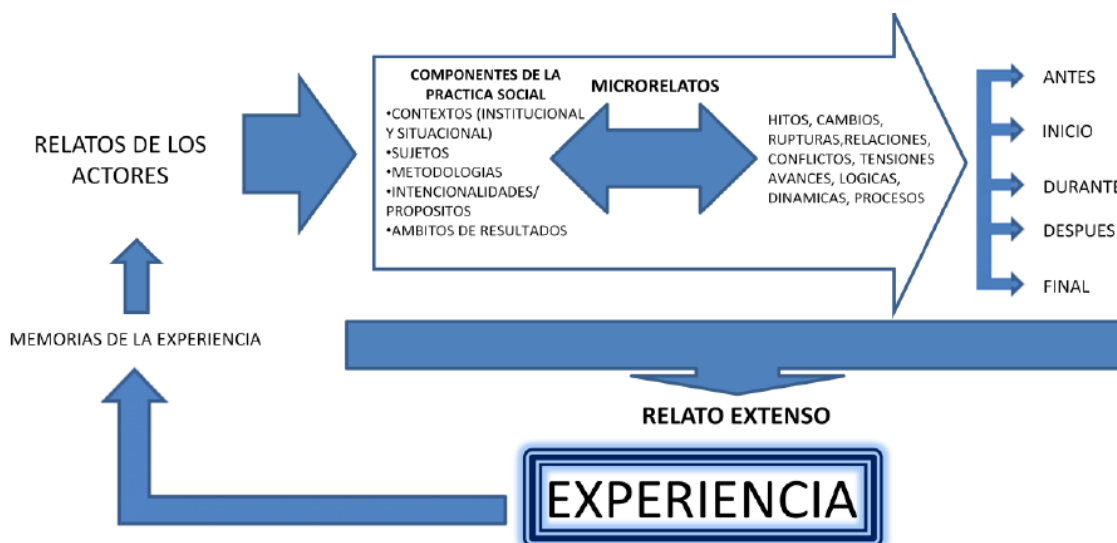 RELATOS DE LOS
ACTORES
MEMORIAS DE LA EXPERIENCIA
COMPONENTES DE LA
PRACTICA SOCIAL
•CONTEXTOS (INSTITUCIONAL
Y SITUACIONAL)
•SUJETOS
•METODOLOGIAS
•INTENCIONALIDADES/
PROPOSITOS
•AMBITOS DE RESULTADOS
MICRORELATOS
HITOS, CAMBIOS,
RUPTURAS,RELACIONES,
CONFLICTOS, TENSIONES
AVANCES, LOGICAS,
DINAMICAS, PROCESOS
ANTES
INICIO
DURANTE
DESPUES
FINAL
RELATO EXTENSO
EXPERIENCIA